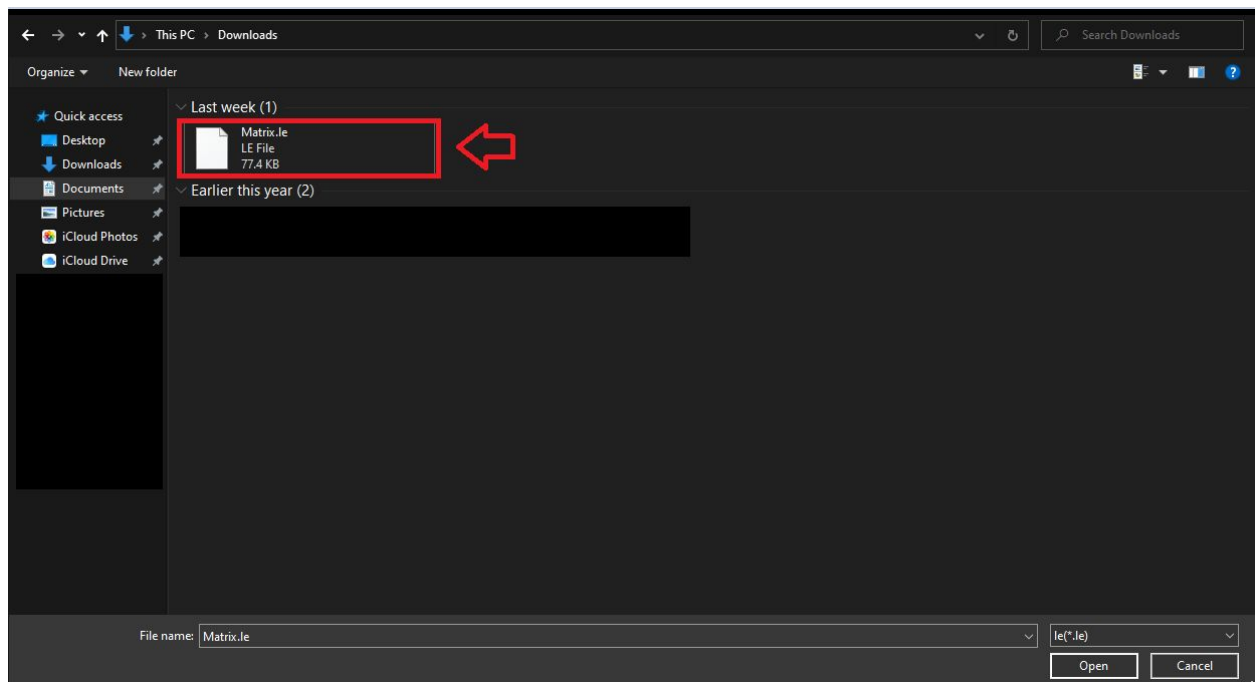 This PC > Downloads
Search Downloads
Organize
New folder
Quick access
Desktop
Downloads
Documents
Pictures
iCloud Photos
iCloud Drive
Last week (1)
Matrix.le
LE File
77.4 KB
Earlier this year (2)
File name: Matrix.le
le(*.le)
Open
Cancel